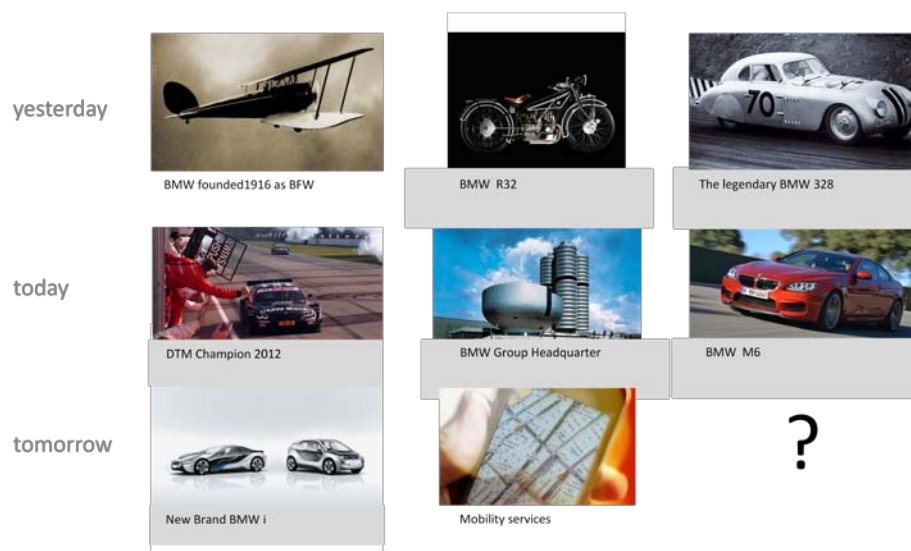 yesterday
BMW founded1916 as BFW
BMW R32
70
The legendary BMW 328
today
DTM Champion 2012
BMW Group Headquarter
BMW M6
tomorrow
?
New Brand BMW i
Mobility services